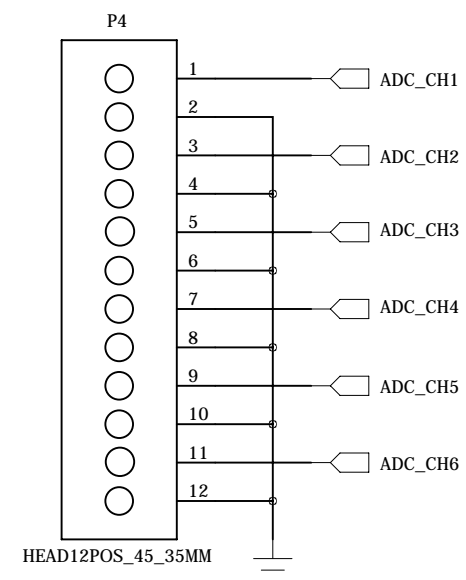 P4
1
ADC_CH1
2
3
ADC_CH2
4
5
ADC_CH3
6
7
ADC_CH4
8
9
ADC_CH5
10
11
ADC_CH6
12
HEAD12POS_45_35MM